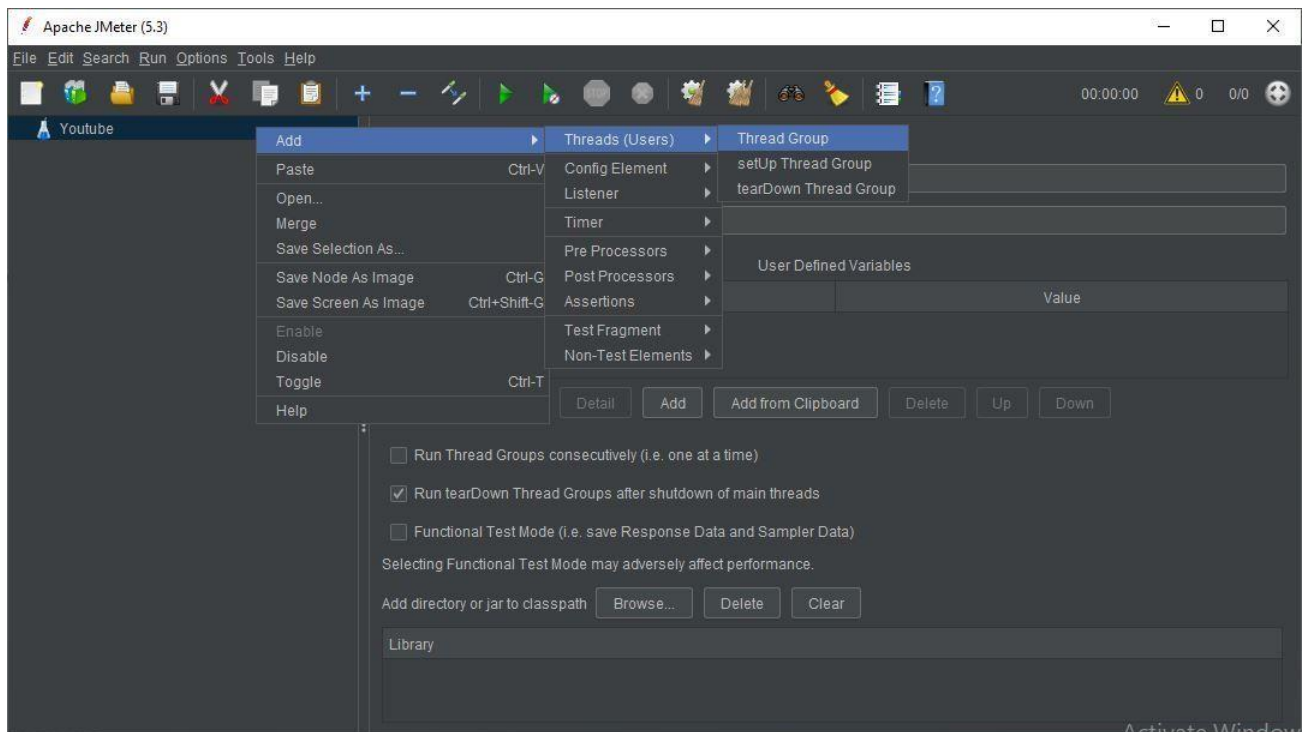 Apache JMeter (5.3)
File Edit Search Run Options Tools Help
STOP
00:00:00 0 0/0
Youtube
Add
Paste Ctrl-V
Open...
Merge
Save Selection As...
Save Node As Image Ctrl-G
Save Screen As Image Ctrl+Shift-G
Enable
Disable
Toggle Ctrl-T
Help
Threads (Users)
Config Element
Listener
Timer
Pre Processors
Post Processors
Assertions
Test Fragment
Non-Test Elements
Thread Group
setUp Thread Group
tearDown Thread Group
User Defined Variables
Value
Detail Add Add from Clipboard Delete Up Down
Run Thread Groups consecutively (i.e. one at a time)
Run tearDown Thread Groups after shutdown of main threads
Functional Test Mode (i.e. save Response Data and Sampler Data)
Selecting Functional Test Mode may adversely affect performance.
Add directory or jar to classpath Browse... Delete Clear
Library